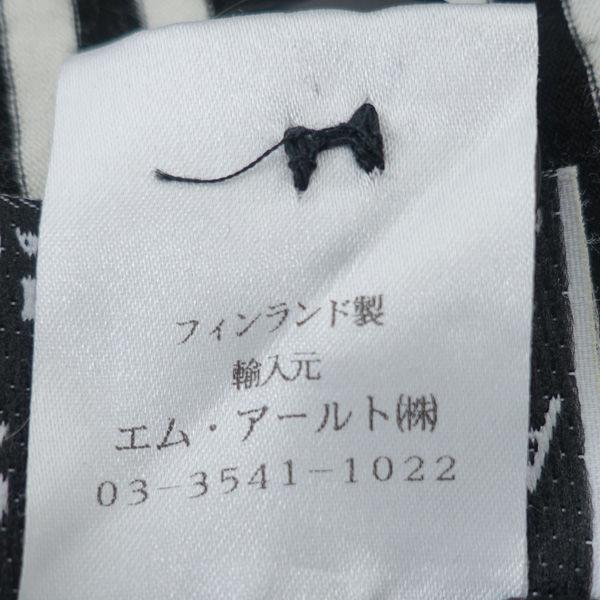 フィンランド製
輸入元
エム・アールト㈱
03-3541-1022